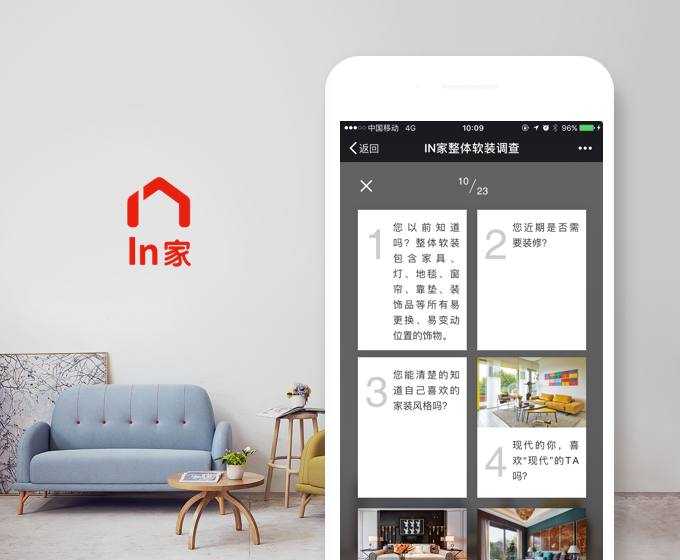 In家
中国移动 4G 10:09 96%
返回 IN家整体软装调查
10/23
1
您以前知道
吗？整体软装
包含家具、
灯、地毯、窗
帘、靠垫、装
饰品等所有易
更换、易变动
位置的饰物。
2
您近期是否需
要装修?
3
您能清楚的知
道自己喜欢的
家装风格吗?
4
现代的你，喜
欢“现代”的TA
吗?